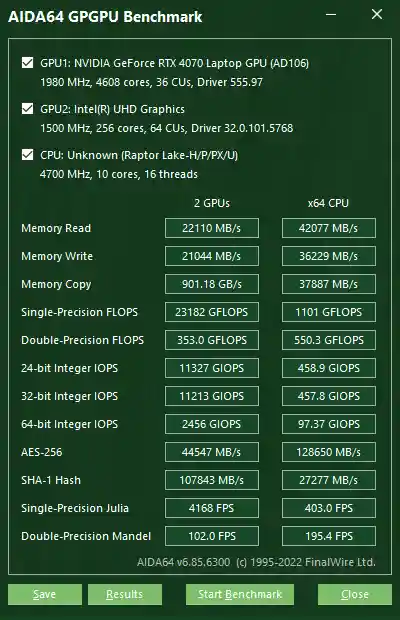 AIDA64 GPGPU Benchmark
GPU1: NVIDIA GeForce RTX 4070 Laptop GPU (AD106)
1980 MHz, 4608 cores, 36 CUs, Driver 555.97
GPU2: Intel(R) UHD Graphics
1500 MHz, 256 cores, 64 CUs, Driver 32.0.101.5768
CPU: Unknown (Raptor Lake-H/P/PX/U)
4700 MHz, 10 cores, 16 threads
2 GPUs x64 CPU
Memory Read 22110 MB/s 42077 MB/s
Memory Write 21044 MB/s 36229 MB/s
Memory Copy 901.18 GB/s 37887 MB/s
Single-Precision FLOPS 23182 GFLOPS 1101 GFLOPS
Double-Precision FLOPS 353.0 GFLOPS 550.3 GFLOPS
24-bit Integer IOPS 11327 GIOPS 458.9 GIOPS
32-bit Integer IOPS 11213 GIOPS 457.8 GIOPS
64-bit Integer IOPS 2456 GIOPS 97.37 GIOPS
AES-256 44547 MB/s 128650 MB/s
SHA-1 Hash 107843 MB/s 27277 MB/s
Single-Precision Julia 4168 FPS 403.0 FPS
Double-Precision Mandel 102.0 FPS 195.4 FPS
AIDA64 v6.85.6300 (c) 1995-2022 FinalWire Ltd.
Save Results Start Benchmark Close